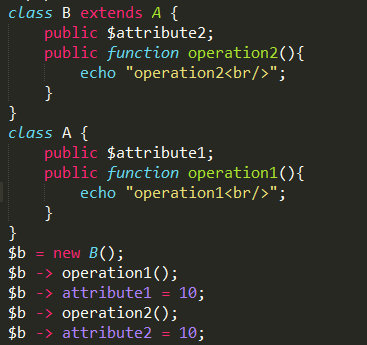 class B extends A {
    public $attribute2;
    public function operation2(){
        echo "operation2<br/>";
    }
}
class A {
    public $attribute1;
    public function operation1(){
        echo "operation1<br/>";
    }
}
$b = new B();
$b -> operation1();
$b -> attribute1 = 10;
$b -> operation2();
$b -> attribute2 = 10;